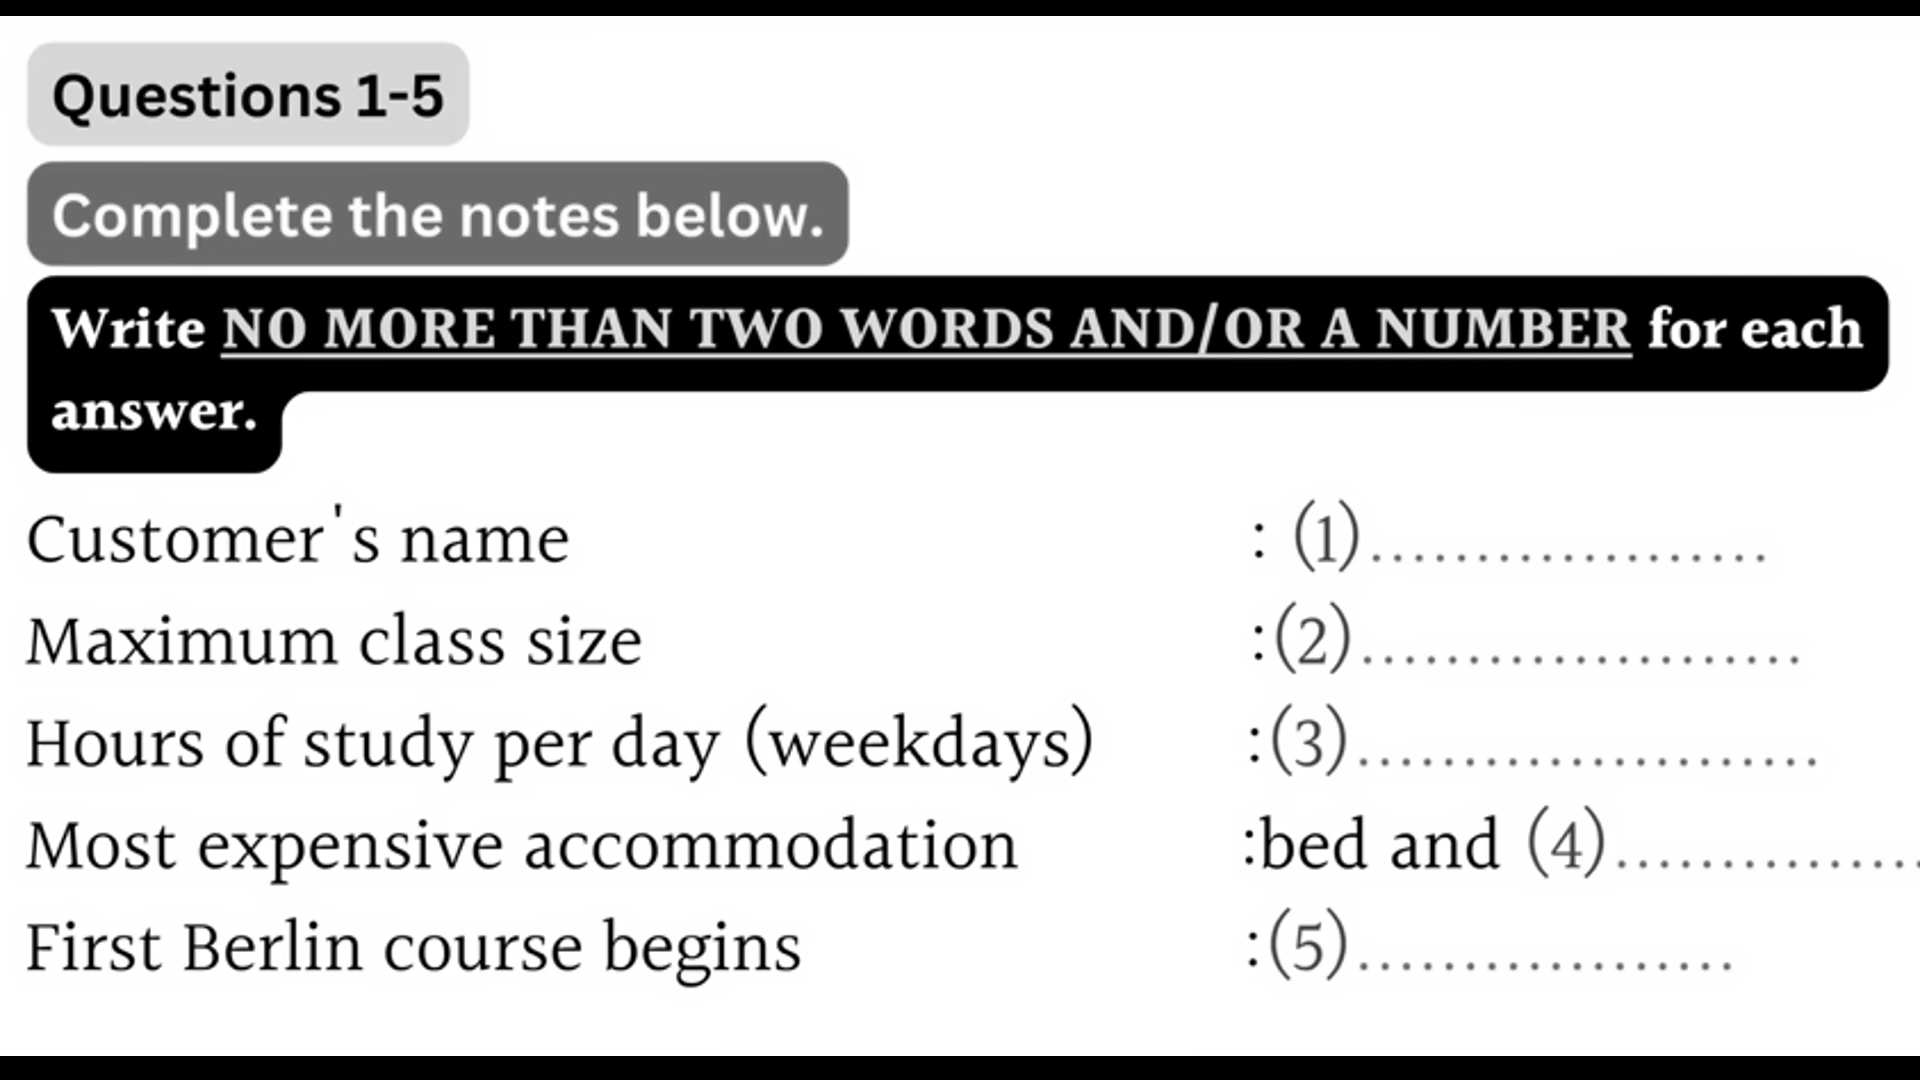 Questions 1-5
Complete the notes below.
Write NO MORE THAN TWO WORDS AND/OR A NUMBER for each
answer.
Customer's name : (1)...................
Maximum class size :(2).....................
Hours of study per day (weekdays) :(3)......................
Most expensive accommodation :bed and (4)...............
First Berlin course begins :(5)..................